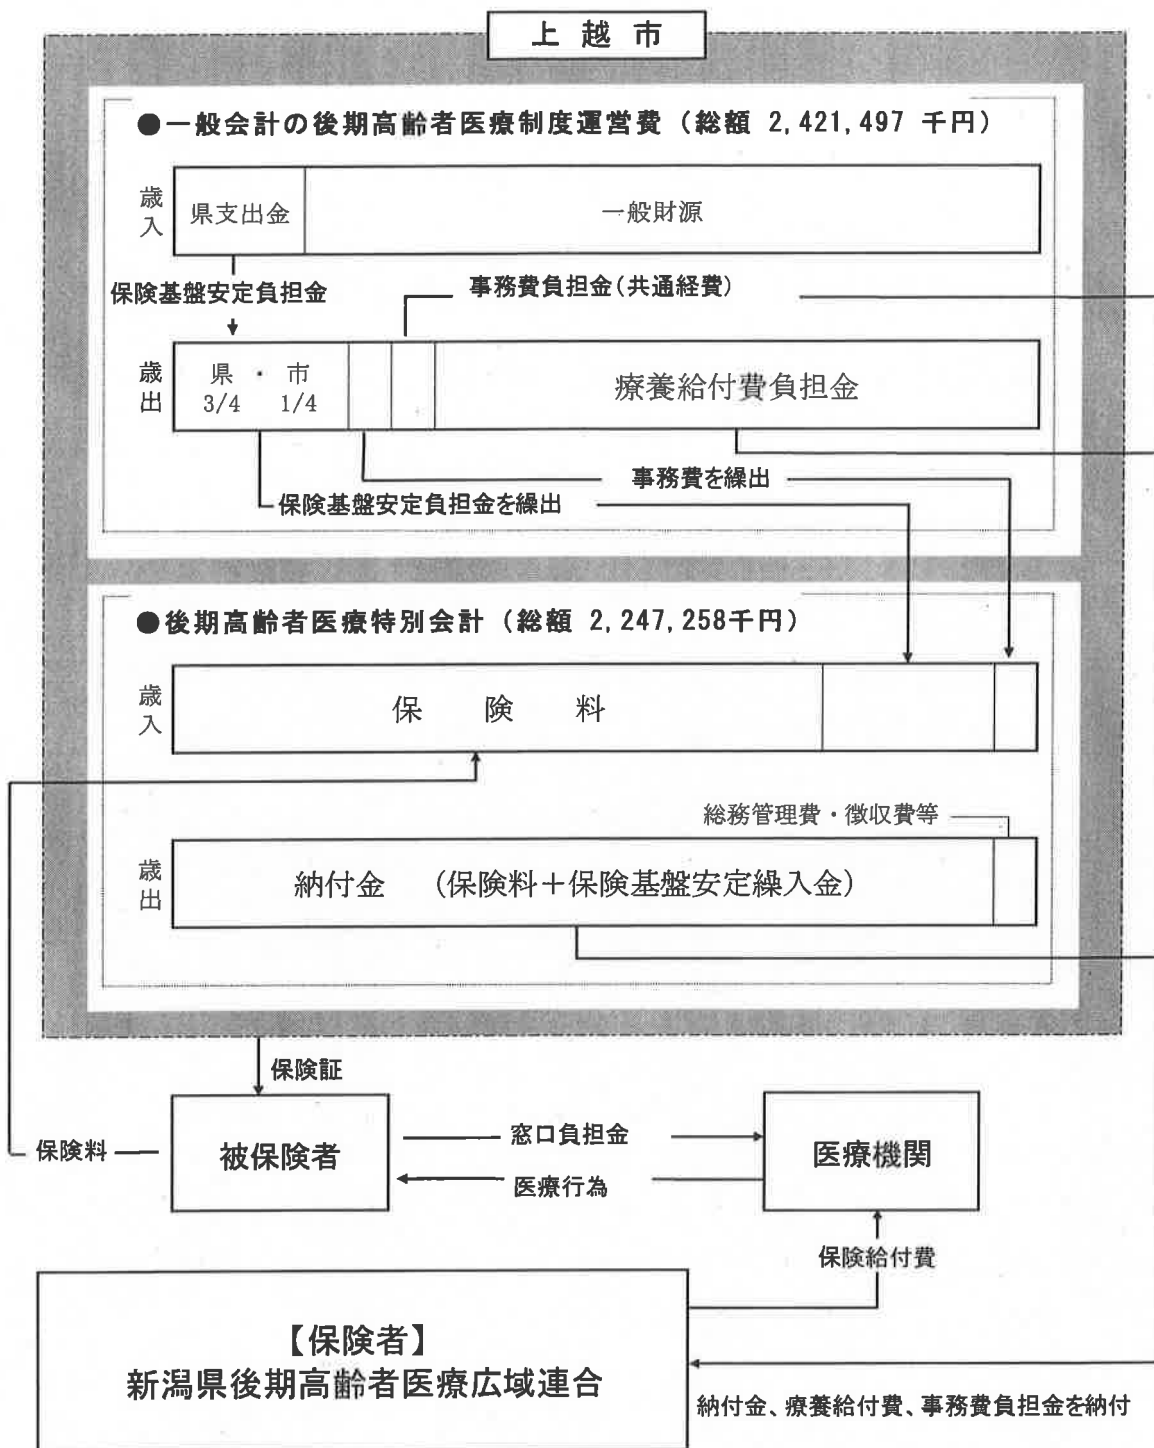 上越市
●一般会計の後期高齢者医療制度運営費（総額 2,421,497 千円）
歳入
県支出金
一般財源
保険基盤安定負担金
事務費負担金（共通経費）
歳出
県 ・ 市
3/4 1/4
療養給付費負担金
事務費を繰出
保険基盤安定負担金を繰出
●後期高齢者医療特別会計（総額 2,247,258千円）
歳入
保 険 料
総務管理費・徴収費等
歳出
納付金 （保険料＋保険基盤安定繰入金）
保険証
保険料
被保険者
窓口負担金
医療行為
医療機関
保険給付費
【保険者】
新潟県後期高齢者医療広域連合
納付金、療養給付費、事務費負担金を納付